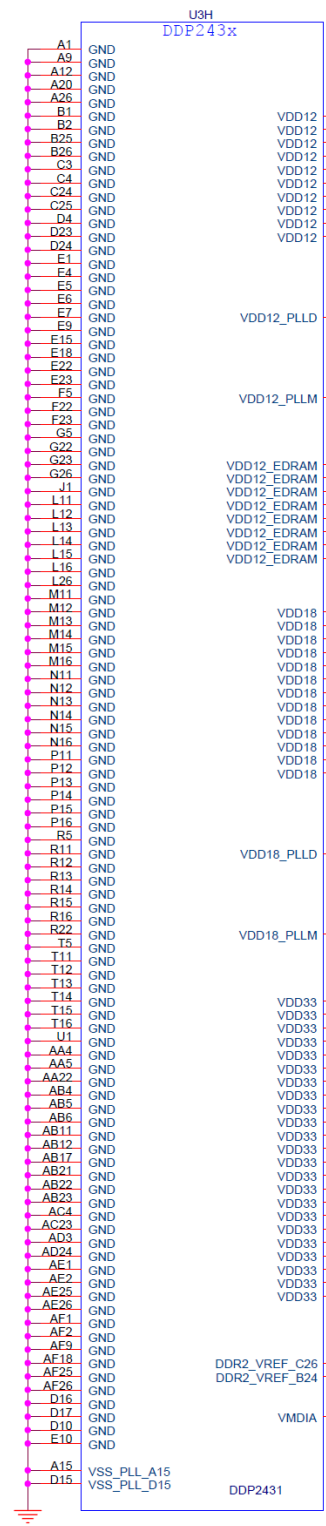 U3H
DDP243x
A1 GND
A9 GND
A12 GND
A20 GND
A26 GND
B1 GND VDD12
B2 GND VDD12
B25 GND VDD12
B26 GND VDD12
C3 GND VDD12
C4 GND VDD12
C24 GND VDD12
C25 GND VDD12
D4 GND VDD12
D23 GND VDD12
D24 GND
E1 GND
E4 GND
E5 GND
E6 GND
E7 GND VDD12_PLLD
E9 GND
E15 GND
E18 GND
E22 GND
E23 GND
F5 GND VDD12_PLLM
F22 GND
F23 GND
G5 GND
G22 GND
G23 GND VDD12_EDRAM
G26 GND VDD12_EDRAM
J1 GND VDD12_EDRAM
L11 GND VDD12_EDRAM
L12 GND VDD12_EDRAM
L13 GND VDD12_EDRAM
L14 GND VDD12_EDRAM
L15 GND VDD12_EDRAM
L16 GND
L26 GND
M11 GND
M12 GND VDD18
M13 GND VDD18
M14 GND VDD18
M15 GND VDD18
M16 GND VDD18
N11 GND VDD18
N12 GND VDD18
N13 GND VDD18
N14 GND VDD18
N15 GND VDD18
N16 GND VDD18
P11 GND VDD18
P12 GND VDD18
P13 GND
P14 GND
P15 GND
P16 GND
R5 GND
R11 GND VDD18_PLLD
R12 GND
R13 GND
R14 GND
R15 GND
R16 GND
R22 GND VDD18_PLLM
T5 GND
T11 GND
T12 GND
T13 GND
T14 GND VDD33
T15 GND VDD33
T16 GND VDD33
U1 GND VDD33
AA4 GND VDD33
AA5 GND VDD33
AA22 GND VDD33
AB4 GND VDD33
AB5 GND VDD33
AB6 GND VDD33
AB11 GND VDD33
AB12 GND VDD33
AB17 GND VDD33
AB21 GND VDD33
AB22 GND VDD33
AB23 GND VDD33
AC4 GND VDD33
AC23 GND VDD33
AD3 GND VDD33
AD24 GND VDD33
AE1 GND VDD33
AE2 GND VDD33
AE25 GND VDD33
AE26 GND
AF1 GND
AF2 GND
AF9 GND
AF18 GND DDR2_VREF_C26
AF25 GND DDR2_VREF_B24
AF26 GND
D16 GND
D17 GND VMDIA
D10 GND
E10 GND
A15 VSS_PLL_A15
D15 VSS_PLL_D15
DDP2431